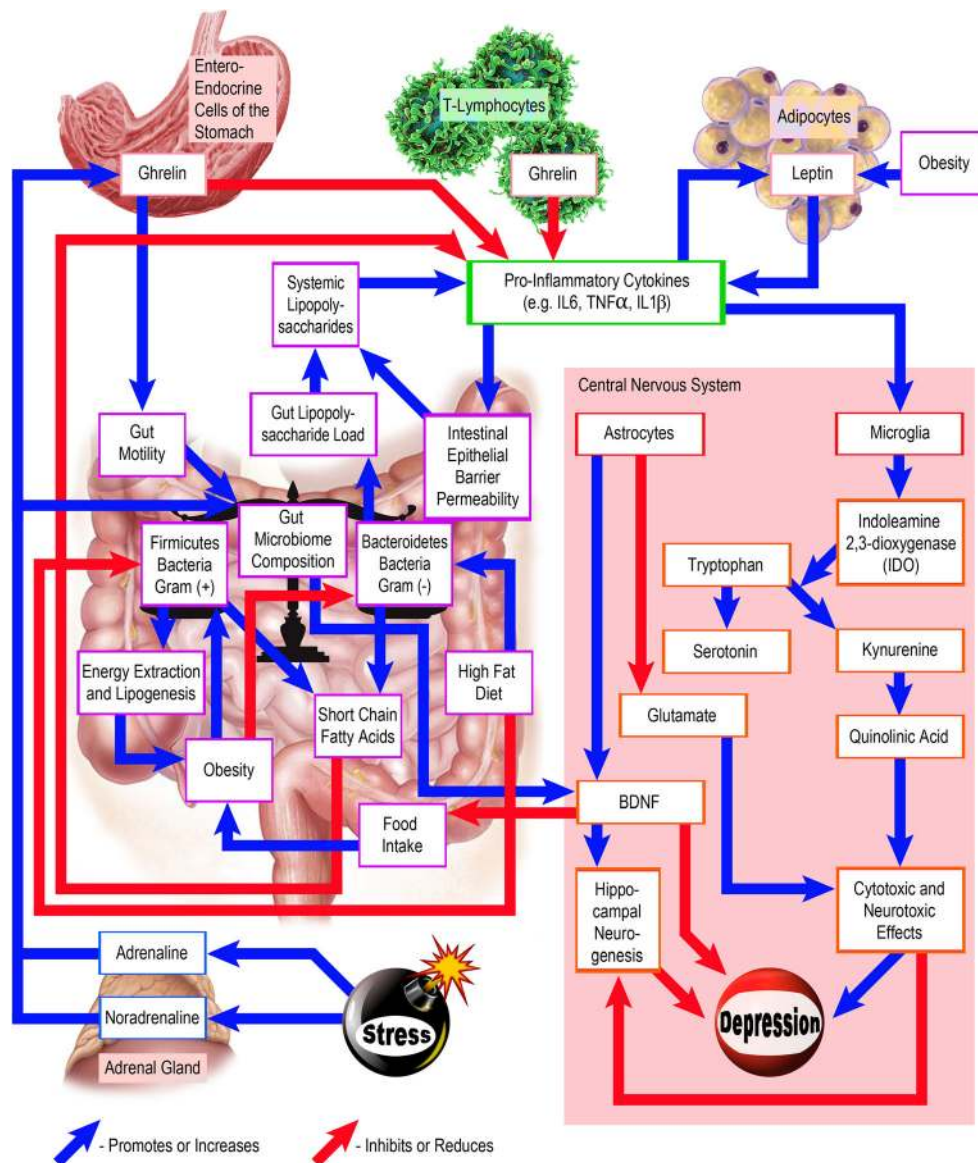 Entero-
Endocrine
Cells of the
Stomach
Ghrelin
T-Lymphocytes
Ghrelin
Adipocytes
Leptin
Obesity
Systemic
Lipopoly-
saccharides
Pro-Inflammatory Cytokines
(e.g. IL6, TNFα, IL1β)
Gut
Motility
Gut Lipopoly-
saccharide Load
Intestinal
Epithelial
Barrier
Permeability
Firmicutes
Bacteria
Gram (+)
Gut
Microbiome
Composition
Bacteroidetes
Bacteria
Gram (-)
Energy Extraction
and Lipogenesis
Obesity
Short Chain
Fatty Acids
High Fat
Diet
Food
Intake
Central Nervous System
Astrocytes
Microglia
Indoleamine
2,3-dioxygenase
(IDO)
Tryptophan
Serotonin
Kynurenine
Glutamate
Quinolinic Acid
BDNF
Hippo-
campal
Neuro-
genesis
Cytotoxic and
Neurotoxic
Effects
Depression
Adrenaline
Noradrenaline
Adrenal Gland
Stress
- Promotes or Increases
- Inhibits or Reduces